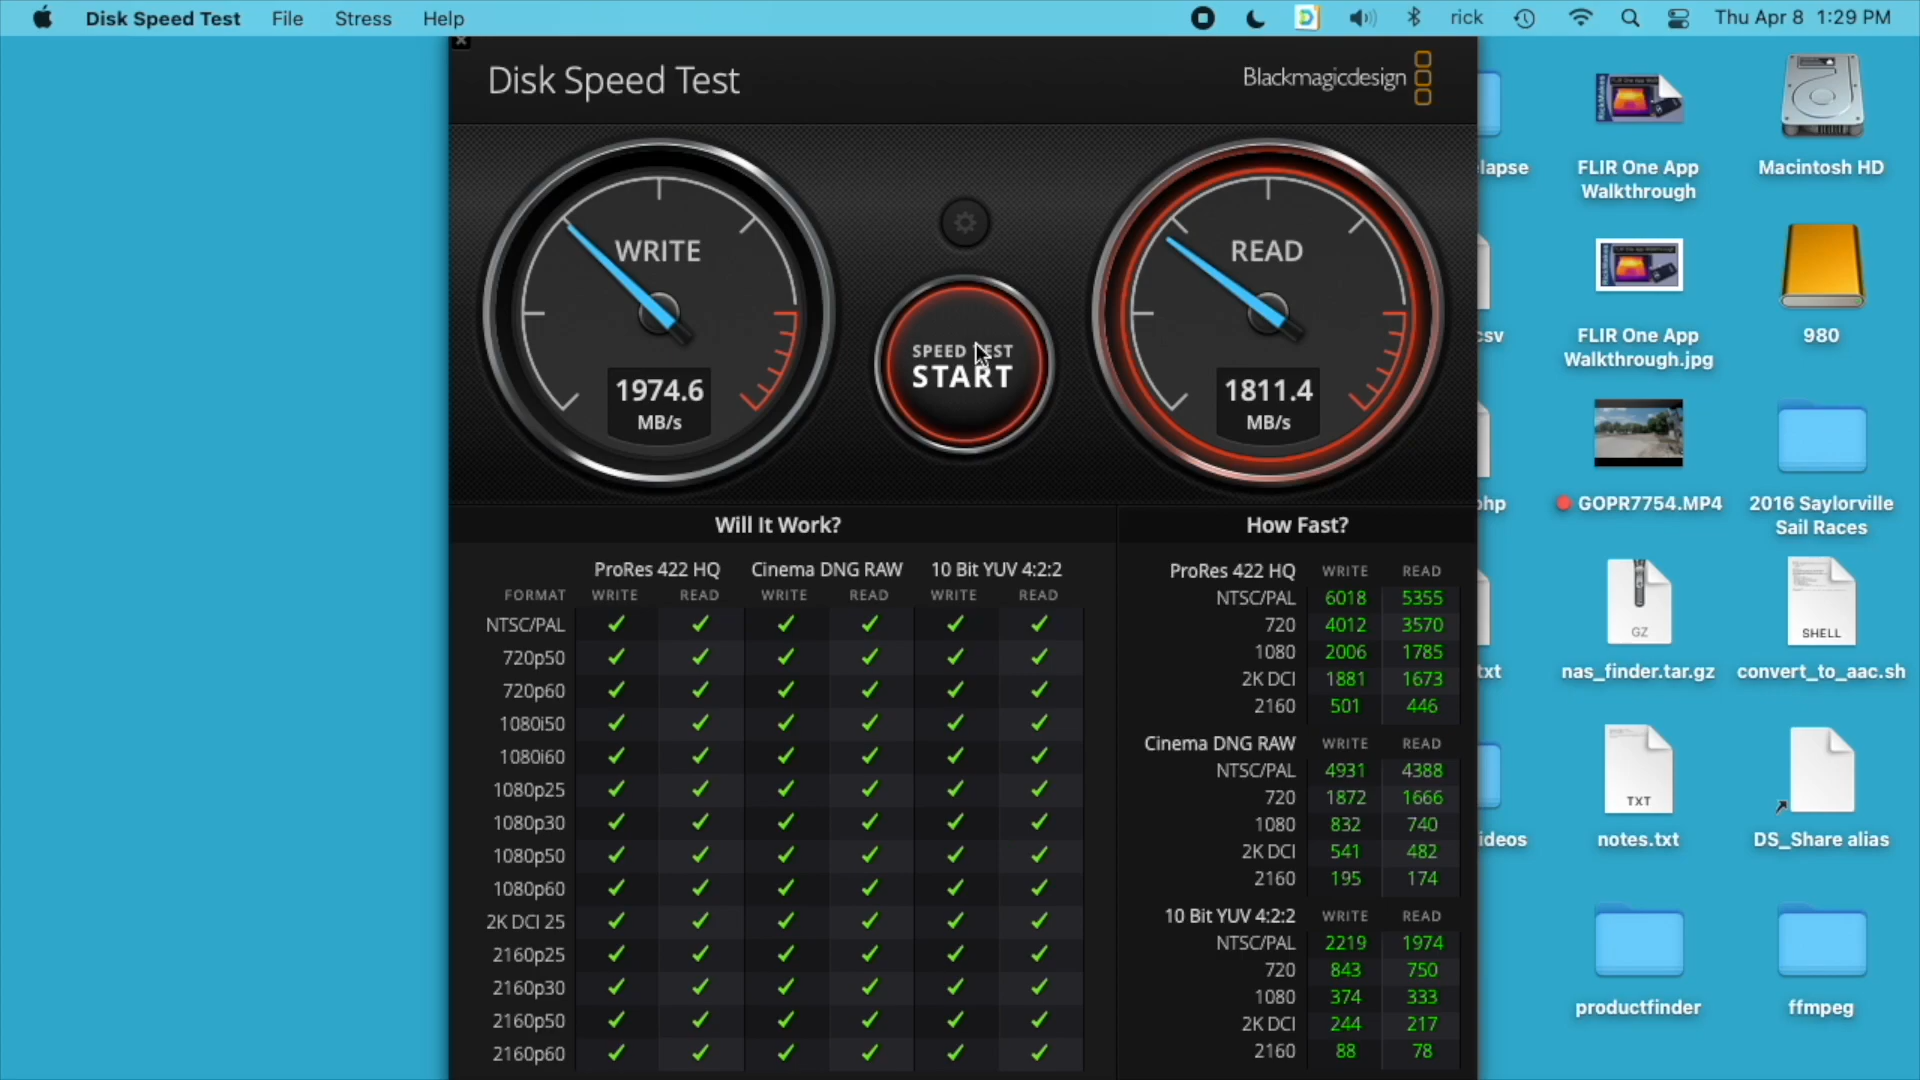 Disk Speed Test File Stress Help rick Thu Apr 8 1:29 PM
Disk Speed Test
Blackmagicdesign
WRITE
1974.6
MB/s
SPEED TEST
START
READ
1811.4
MB/s
Will It Work?
ProRes 422 HQ Cinema DNG RAW 10 Bit YUV 4:2:2
FORMAT WRITE READ WRITE READ WRITE READ
NTSC/PAL
720p50
720p60
1080i50
1080i60
1080p25
1080p30
1080p50
1080p60
2K DCI 25
2160p25
2160p30
2160p50
2160p60
How Fast?
ProRes 422 HQ WRITE READ
NTSC/PAL 6018 5355
720 4012 3570
1080 2006 1785
2K DCI 1881 1673
2160 501 446
Cinema DNG RAW WRITE READ
NTSC/PAL 4931 4388
720 1872 1666
1080 832 740
2K DCI 541 482
2160 195 174
10 Bit YUV 4:2:2 WRITE READ
NTSC/PAL 2219 1974
720 843 750
1080 374 333
2K DCI 244 217
2160 88 78
lapse
csv
hp
txt
ideos
FLIR One App
Walkthrough
Macintosh HD
FLIR One App
Walkthrough.jpg
980
GOPR7754.MP4
2016 Saylorville
Sail Races
GZ
nas_finder.tar.gz
SHELL
convert_to_aac.sh
TXT
notes.txt
DS_Share alias
productfinder
ffmpeg